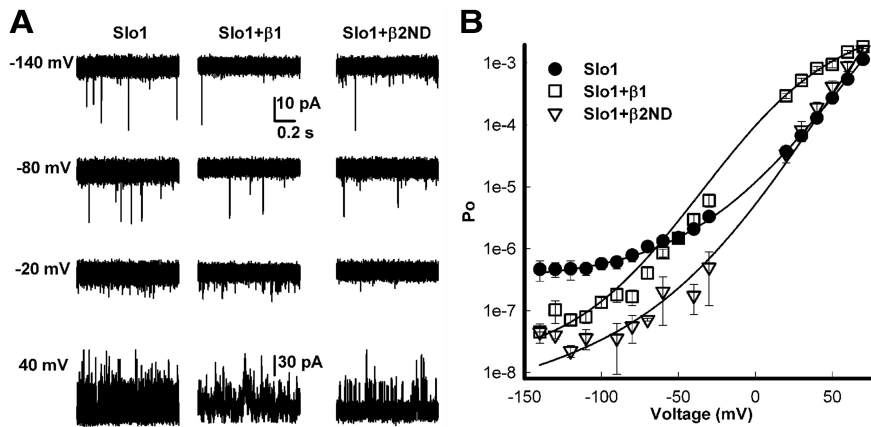 A
Slo1 Slo1+β1 Slo1+β2ND
-140 mV
10 pA
0.2 s
-80 mV
-20 mV
40 mV
30 pA
B
Slo1
Slo1+β1
Slo1+β2ND
1e-3
1e-4
1e-5
1e-6
1e-7
1e-8
Po
-150 -100 -50 0 50
Voltage (mV)